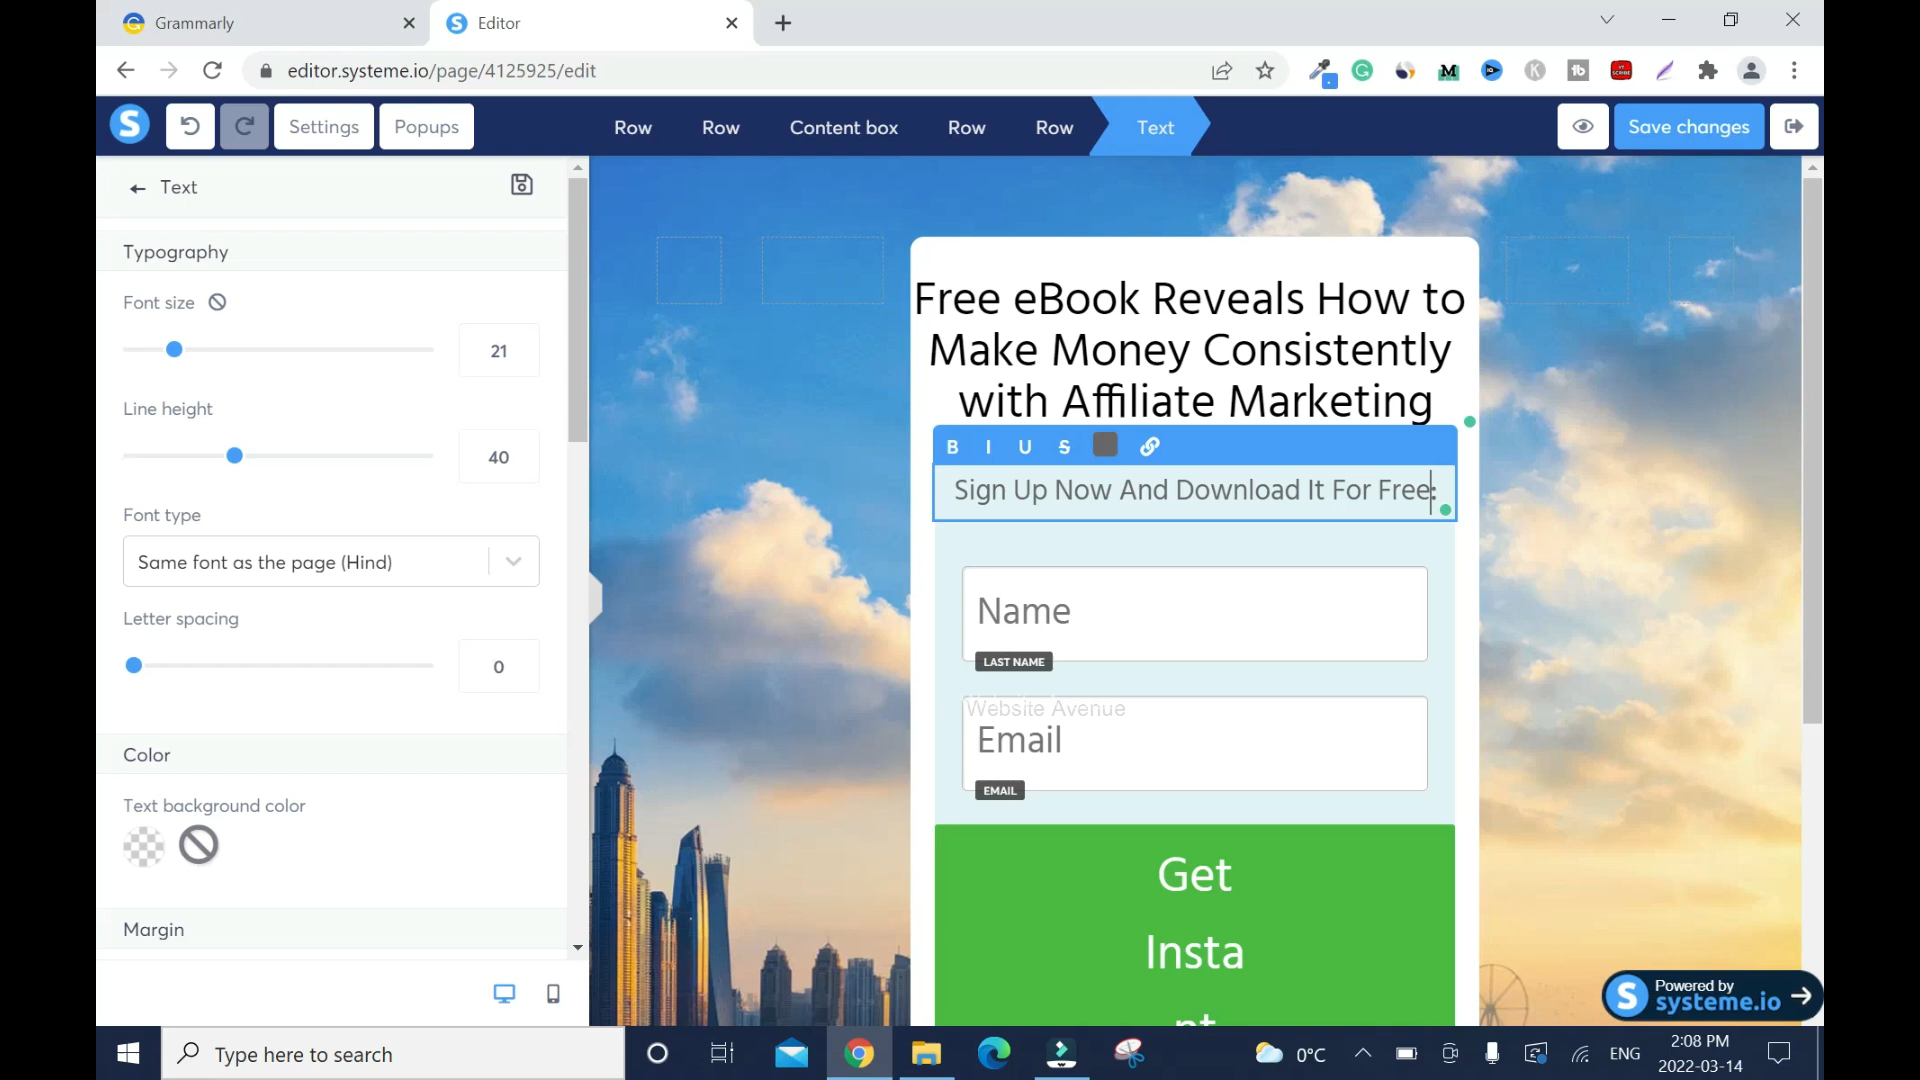 Grammarly
Editor
editor.systeme.io/page/4125925/edit
Settings
Popups
Row
Row
Content box
Row
Row
Text
Save changes
Text
Typography
Font size
21
Line height
40
Font type
Same font as the page (Hind)
Letter spacing
0
Color
Text background color
Margin
Free eBook Reveals How to
Make Money Consistently
with Affiliate Marketing
B I U S
Sign Up Now And Download It For Free:
Name
LAST NAME
Website Avenue
Email
EMAIL
Get
Insta
nt
Powered by
systeme.io
Type here to search
0°C
ENG
2:08 PM
2022-03-14